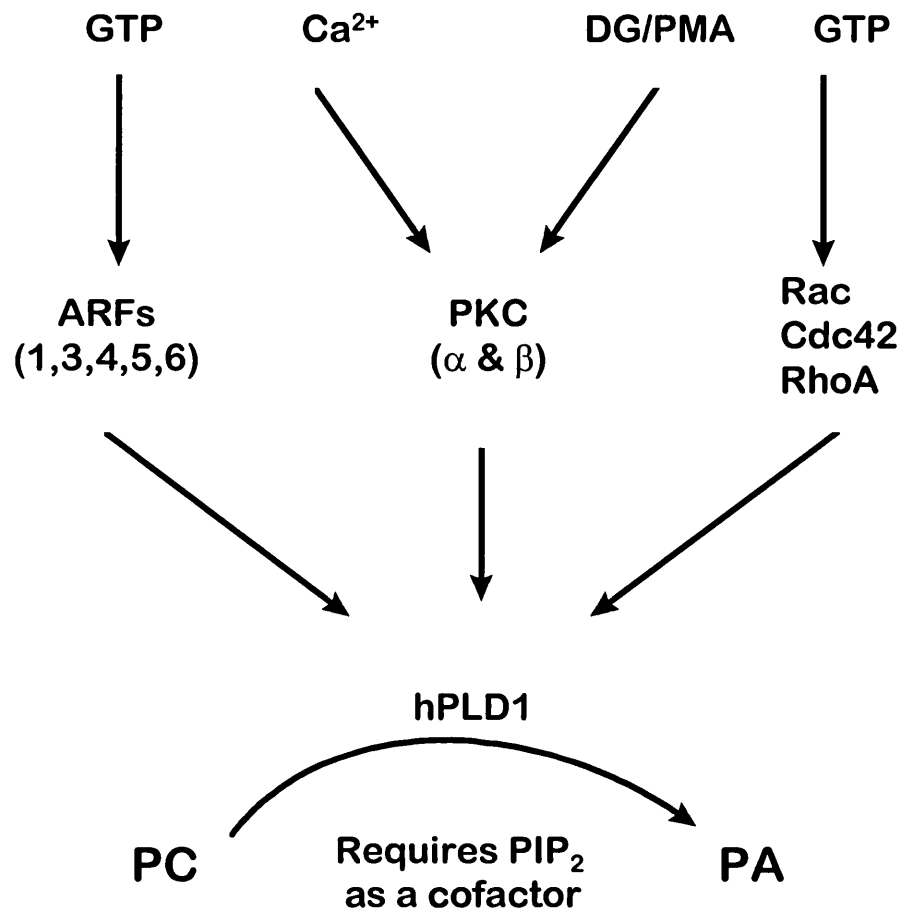 GTP Ca²⁺ DG/PMA GTP
ARFs
(1,3,4,5,6)
PKC
(α & β)
Rac
Cdc42
RhoA
hPLD1
PC
Requires PIP₂
as a cofactor
PA